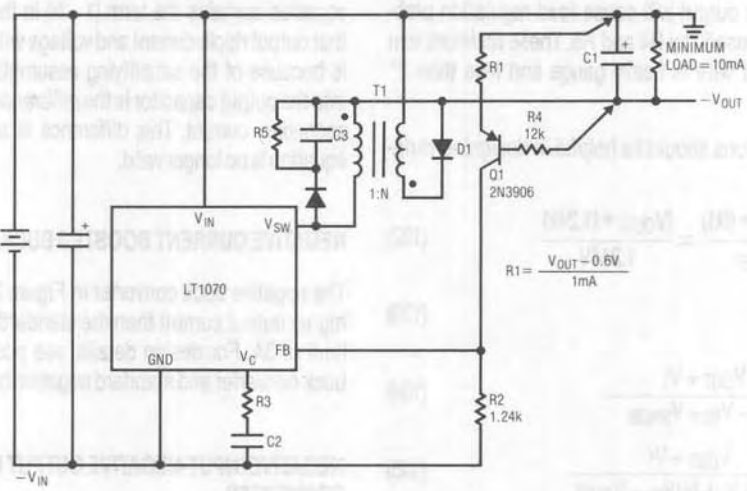 MINIMUM
LOAD=10mA
C1
+
R1
−VOUT
T1
R4
12k
R5
C3
D1
1:N
Q1
2N3906
VIN
VSW
+
LT1070
R1= VOUT−0.6V
1mA
GND
VC
FB
R3
R2
1.24k
C2
−VIN